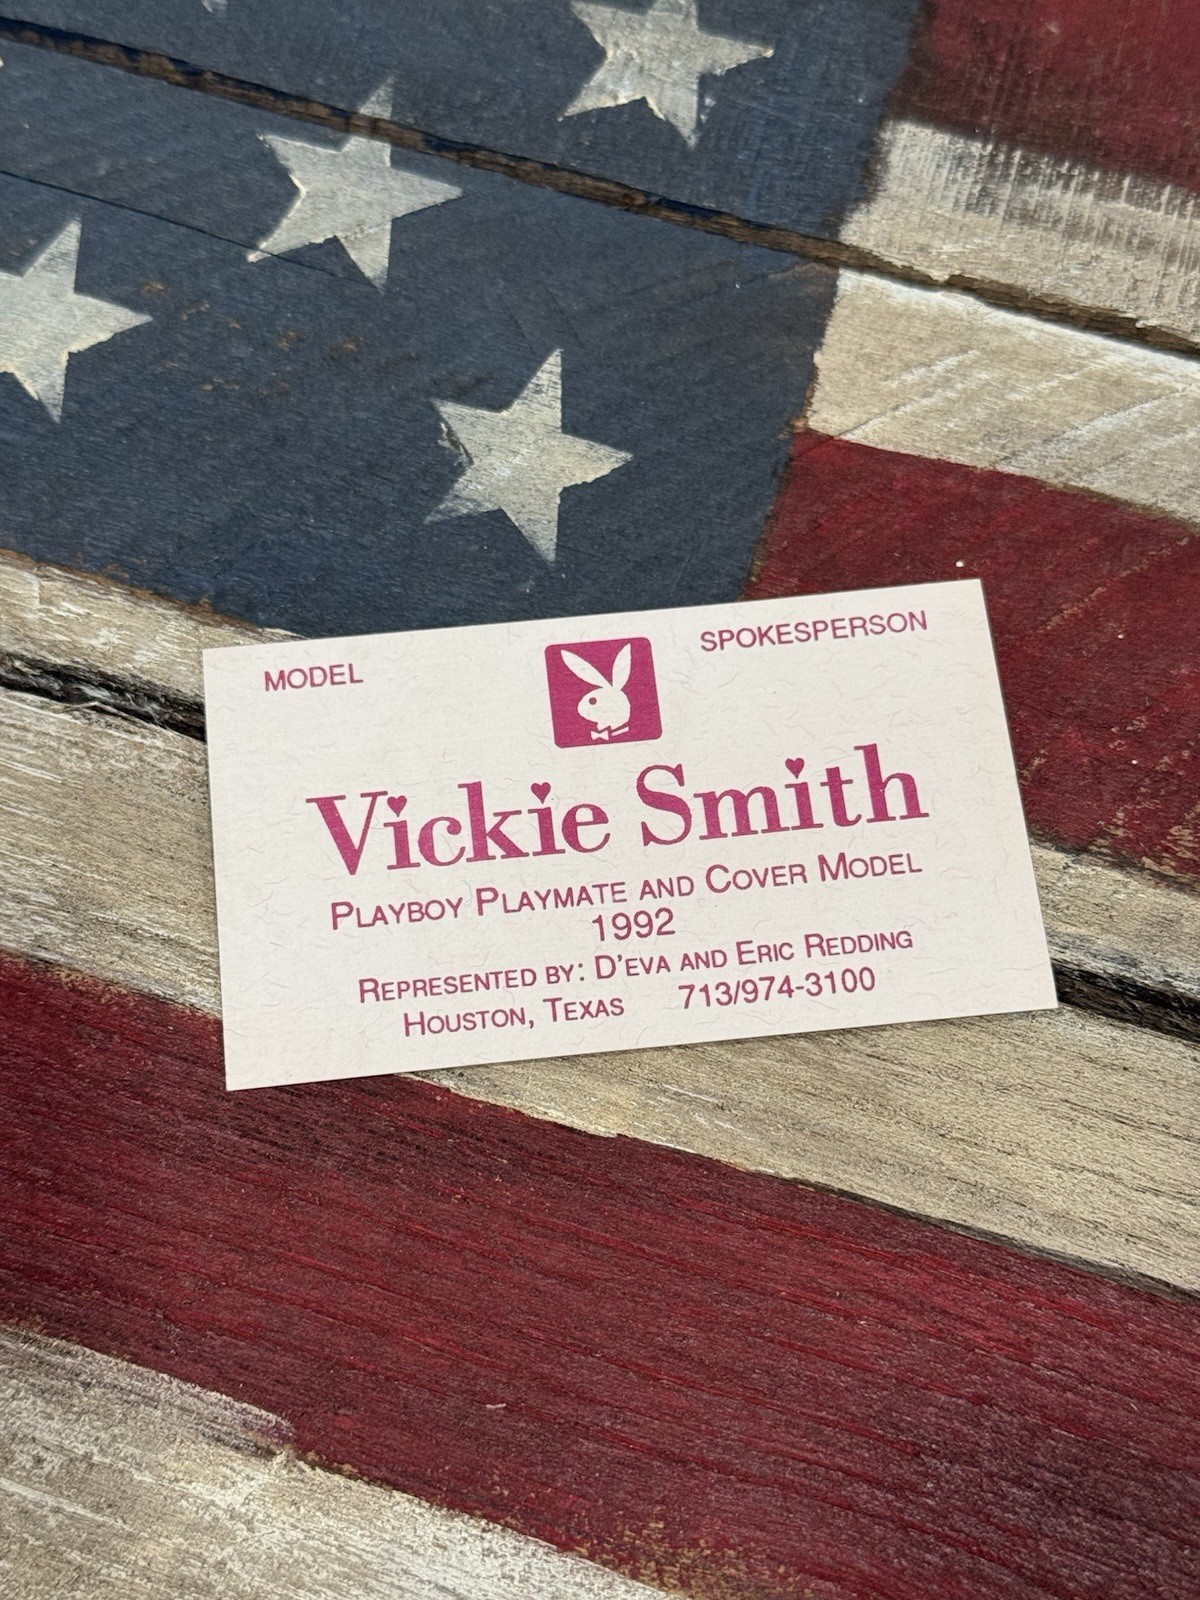 MODEL
SPOKESPERSON
Vickie Smith
PLAYBOY PLAYMATE AND COVER MODEL
1992
REPRESENTED BY: D'EVA AND ERIC REDDING
HOUSTON, TEXAS 713/974-3100